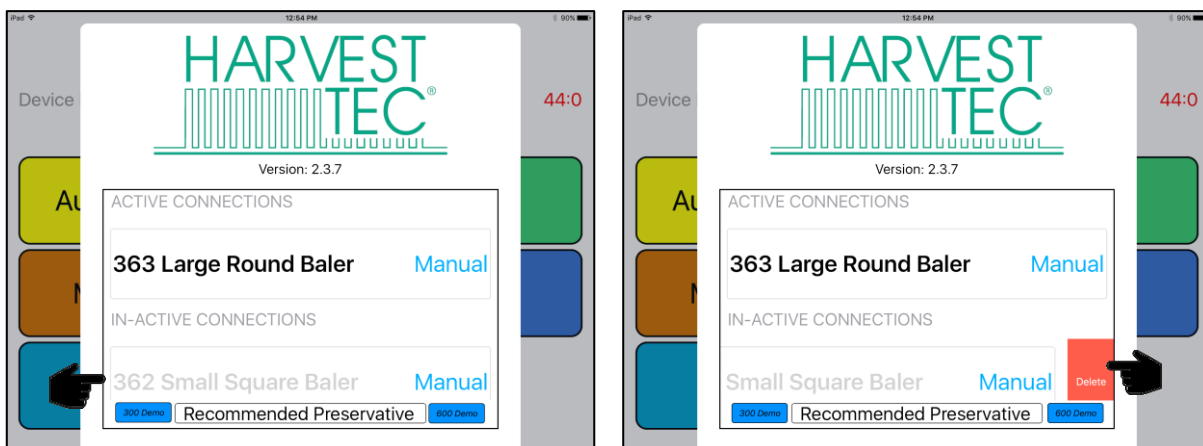 iPad 12:54 PM 90%
HARVEST
TEC®
Device 44:0
Version: 2.3.7
ACTIVE CONNECTIONS
Au
363 Large Round Baler Manual
M
IN-ACTIVE CONNECTIONS
362 Small Square Baler Manual
300 Demo Recommended Preservative 600 Demo
iPad 12:54 PM 90%
HARVEST
TEC®
Device 44:0
Version: 2.3.7
ACTIVE CONNECTIONS
Au
363 Large Round Baler Manual
IN-ACTIVE CONNECTIONS
Small Square Baler Manual Delete
300 Demo Recommended Preservative 600 Demo